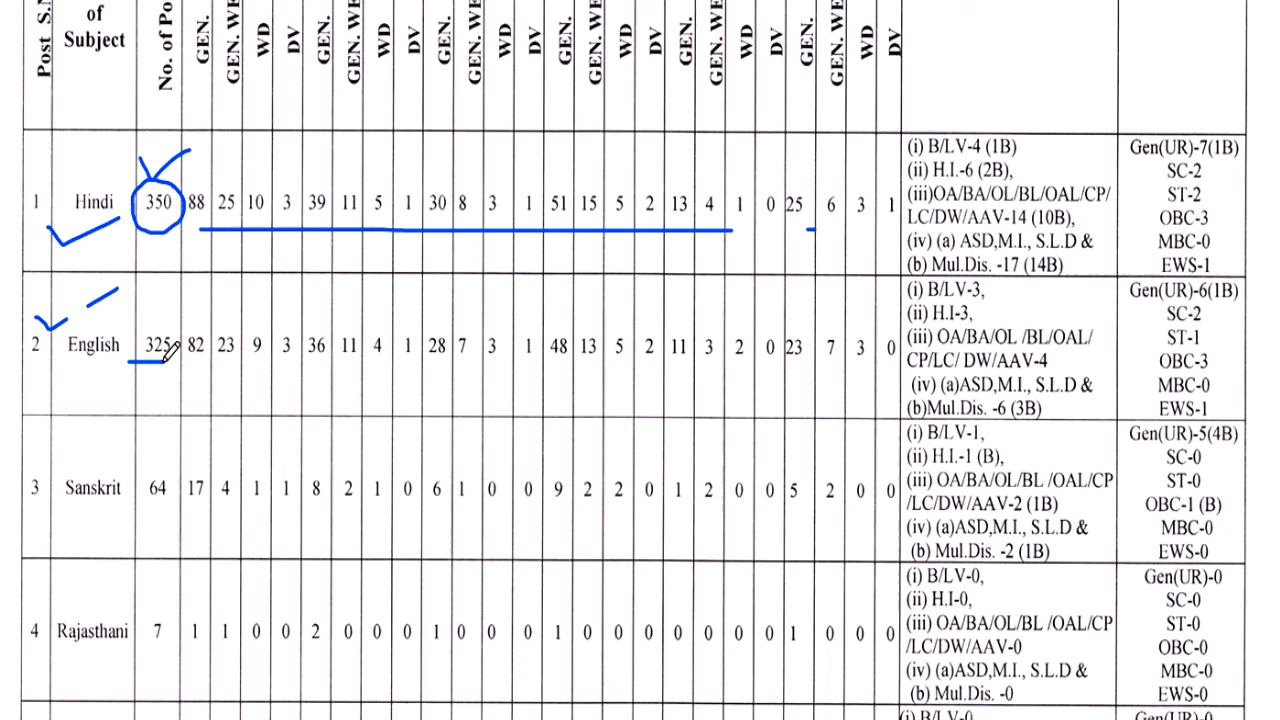 Post S.N
of
Subject
No. of Po
GEN.
GEN. WE
WD
DV
GEN.
GEN. WE
WD
DV
GEN.
GEN. WE
WD
DV
GEN.
GEN. WE
WD
DV
GEN.
GEN. WE
WD
DV
GEN.
GEN. WE
WD
DV
1 Hindi 350 88 25 10 3 39 11 5 1 30 8 3 1 51 15 5 2 13 4 1 0 25 6 3 1
(i) B/LV-4 (1B)
(ii) H.I.-6 (2B),
(iii)OA/BA/OL/BL/OAL/CP/
LC/DW/AAV-14 (10B),
(iv) (a) ASD,M.I., S.L.D &
(b) Mul.Dis. -17 (14B)
Gen(UR)-7(1B)
SC-2
ST-2
OBC-3
MBC-0
EWS-1
2 English 325 82 23 9 3 36 11 4 1 28 7 3 1 48 13 5 2 11 3 2 0 23 7 3 0
(i) B/LV-3,
(ii) H.I-3,
(iii) OA/BA/OL /BL/OAL/
CP/LC/ DW/AAV-4
(iv) (a)ASD,M.I., S.L.D &
(b)Mul.Dis. -6 (3B)
Gen(UR)-6(1B)
SC-2
ST-1
OBC-3
MBC-0
EWS-1
3 Sanskrit 64 17 4 1 1 8 2 1 0 6 1 0 0 9 2 2 0 1 2 0 0 5 2 0 0
(i) B/LV-1,
(ii) H.I.-1 (B),
(iii) OA/BA/OL/BL /OAL/CP
/LC/DW/AAV-2 (1B)
(iv) (a)ASD,M.I., S.L.D &
(b) Mul.Dis. -2 (1B)
Gen(UR)-5(4B)
SC-0
ST-0
OBC-1 (B)
MBC-0
EWS-0
4 Rajasthani 7 1 1 0 0 2 0 0 0 1 0 0 0 1 0 0 0 0 0 0 0 1 0 0 0
(i) B/LV-0,
(ii) H.I-0,
(iii) OA/BA/OL/BL /OAL/CP
/LC/DW/AAV-0
(iv) (a)ASD,M.I., S.L.D &
(b) Mul.Dis. -0
Gen(UR)-0
SC-0
ST-0
OBC-0
MBC-0
EWS-0
(i) B/LV-0
Gen(UR)-0